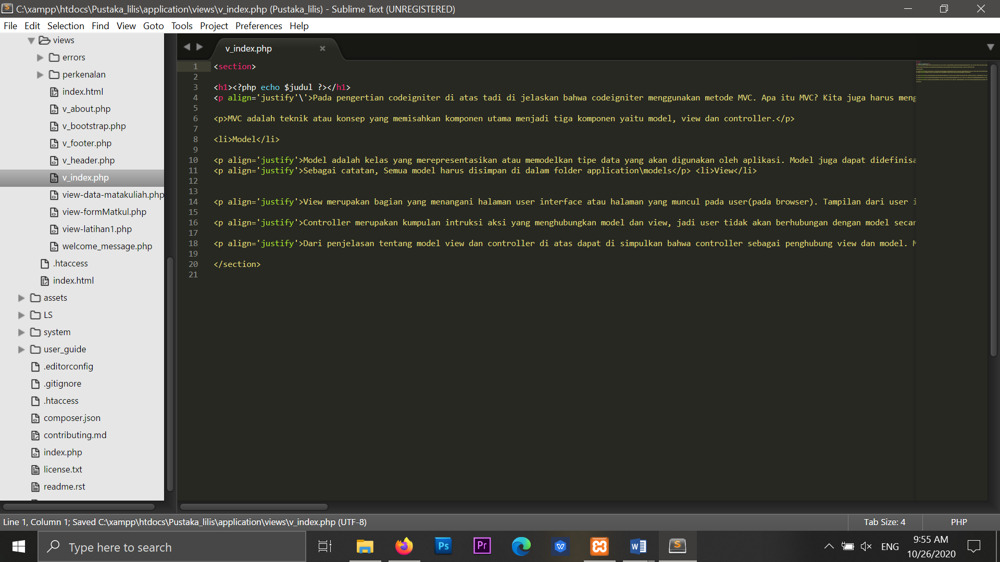 C:\xampp\htdocs\Pustaka_lilis\application\views\v_index.php (Pustaka_lilis) - Sublime Text (UNREGISTERED)
File Edit Selection Find View Goto Tools Project Preferences Help
views
errors
perkenalan
index.html
v_about.php
v_bootstrap.php
v_footer.php
v_header.php
v_index.php
view-data-matakuliah.php
view-formMatkul.php
view-latihan1.php
welcome_message.php
.htaccess
index.html
assets
LS
system
user_guide
.editorconfig
.gitignore
.htaccess
composer.json
contributing.md
index.php
license.txt
readme.rst
v_index.php
1 <section>
2
3 <h1><?php echo $judul ?></h1>
4 <p align='justify'\'>Pada pengertian codeigniter di atas tadi di jelaskan bahwa codeigniter menggunakan metode MVC. Apa itu MVC? Kita juga harus meng
5
6 <p>MVC adalah teknik atau konsep yang memisahkan komponen utama menjadi tiga komponen yaitu model, view dan controller.</p>
7
8 <li>Model</li>
9
10 <p align='justify'>Model adalah kelas yang merepresentasikan atau memodelkan tipe data yang akan digunakan oleh aplikasi. Model juga dapat didefinisa
11 <p align='justify'>Sebagai catatan, Semua model harus disimpan di dalam folder application\models</p> <li>View</li>
12
13
14 <p align='justify'>View merupakan bagian yang menangani halaman user interface atau halaman yang muncul pada user(pada browser). Tampilan dari user i
15
16 <p align='justify'>Controller merupakan kumpulan intruksi aksi yang menghubungkan model dan view, jadi user tidak akan berhubungan dengan model secar
17
18 <p align='justify'>Dari penjelasan tentang model view dan controller di atas dapat di simpulkan bahwa controller sebagai penghubung view dan model. M
19
20 </section>
21
Line 1, Column 1; Saved C:\xampp\htdocs\Pustaka_lilis\application\views\v_index.php (UTF-8)
Tab Size: 4
PHP
Type here to search
Ps
Pr
ENG
9:55 AM
10/26/2020